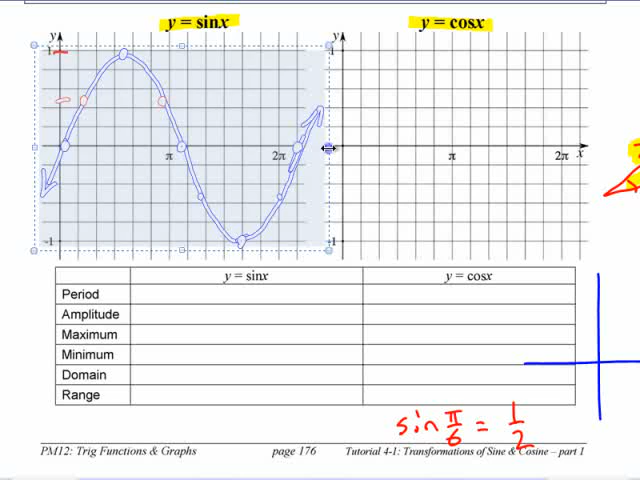 y = sinx
y = cosx
y
1
π
2π
-1
y
1
π
2π
x
-1
y = sinx y = cosx
Period
Amplitude
Maximum
Minimum
Domain
Range
sin π/6 = 1/2
PM12: Trig Functions & Graphs page 176 Tutorial 4-1: Transformations of Sine & Cosine – part 1